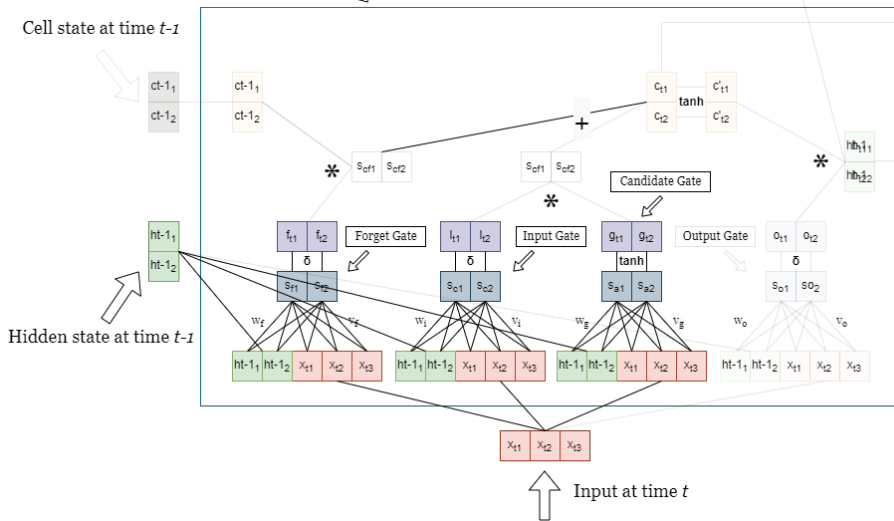 Cell state at time t-1
ct-1₁
ct-1₂
ct-1₁
ct-1₂
c_t1
c_t2
tanh
c'_t1
c'_t2
+
*
s_cf1 s_cf2
s_cf1 s_cf2
*
*
Candidate Gate
ht-1₁
ht-1₂
f_t1 f_t2
Forget Gate
I_t1 I_t2
Input Gate
g_t1 g_t2
Output Gate
o_t1 o_t2
δ
δ
tanh
δ
s_f1 s_f2
s_c1 s_c2
s_a1 s_a2
s_o1 so₂
Hidden state at time t-1
w_f v_f
w_i v_i
w_g v_g
w_o v_o
ht-1₁ ht-1₂ x_t1 x_t2 x_t3
ht-1₁ ht-1₂ x_t1 x_t2 x_t3
ht-1₁ ht-1₂ x_t1 x_t2 x_t3
ht-1₁ ht-1₂ x_t1 x_t2 x_t3
x_t1 x_t2 x_t3
Input at time t